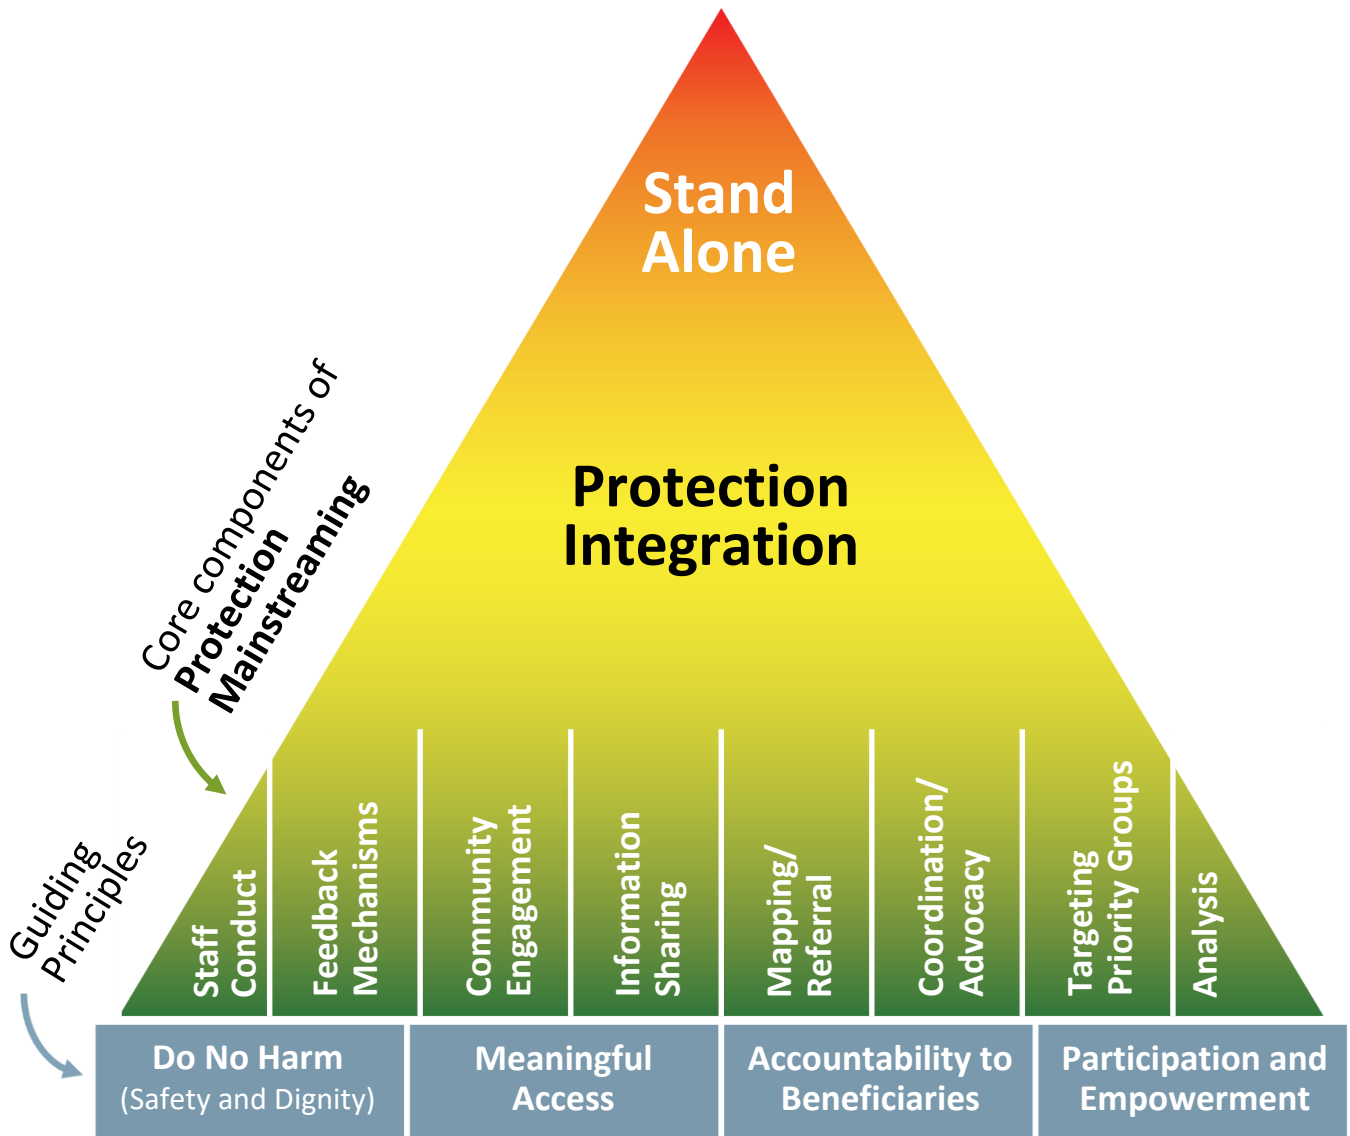 Stand
Alone
Protection
Integration
Core components of
Protection
Mainstreaming
Guiding
Principles
Staff
Conduct
Feedback
Mechanisms
Community
Engagement
Information
Sharing
Mapping/
Referral
Coordination/
Advocacy
Targeting
Priority Groups
Analysis
Do No Harm
(Safety and Dignity)
Meaningful
Access
Accountability to
Beneficiaries
Participation and
Empowerment